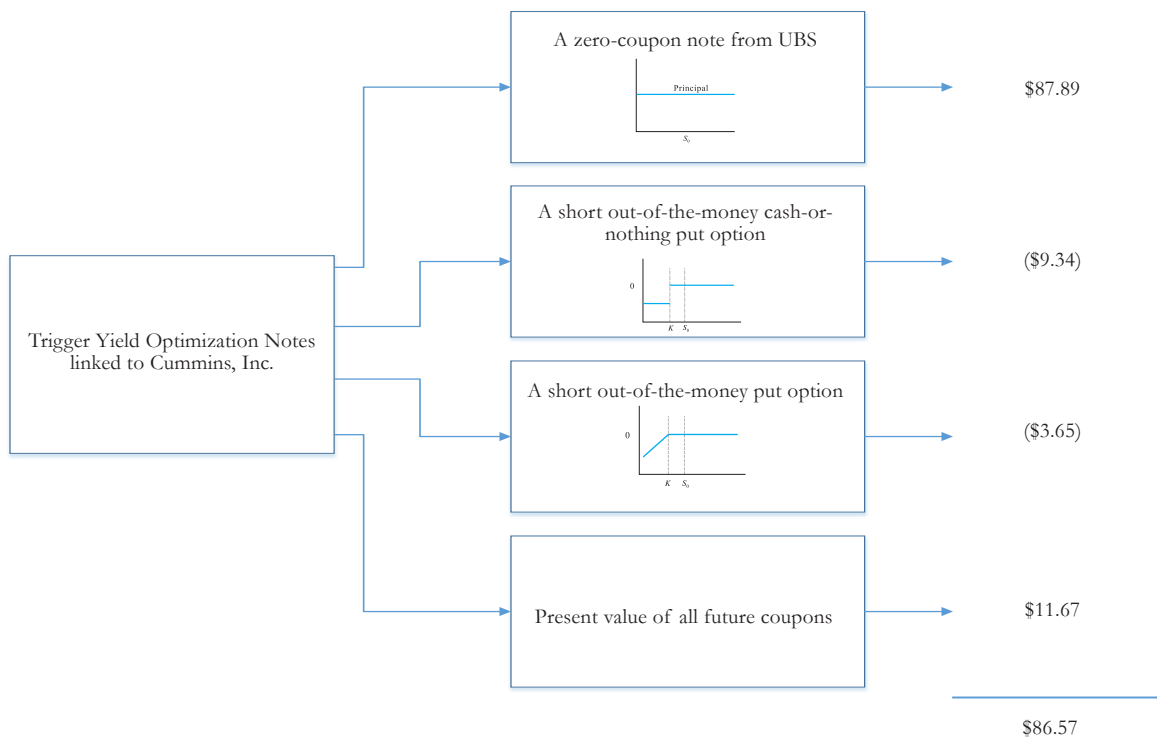 A zero-coupon note from UBS
Principal
S₀
$87.89
A short out-of-the-money cash-or-
nothing put option
0
K
S₀
($9.34)
Trigger Yield Optimization Notes
linked to Cummins, Inc.
A short out-of-the-money put option
0
K
S₀
($3.65)
Present value of all future coupons
$11.67
$86.57